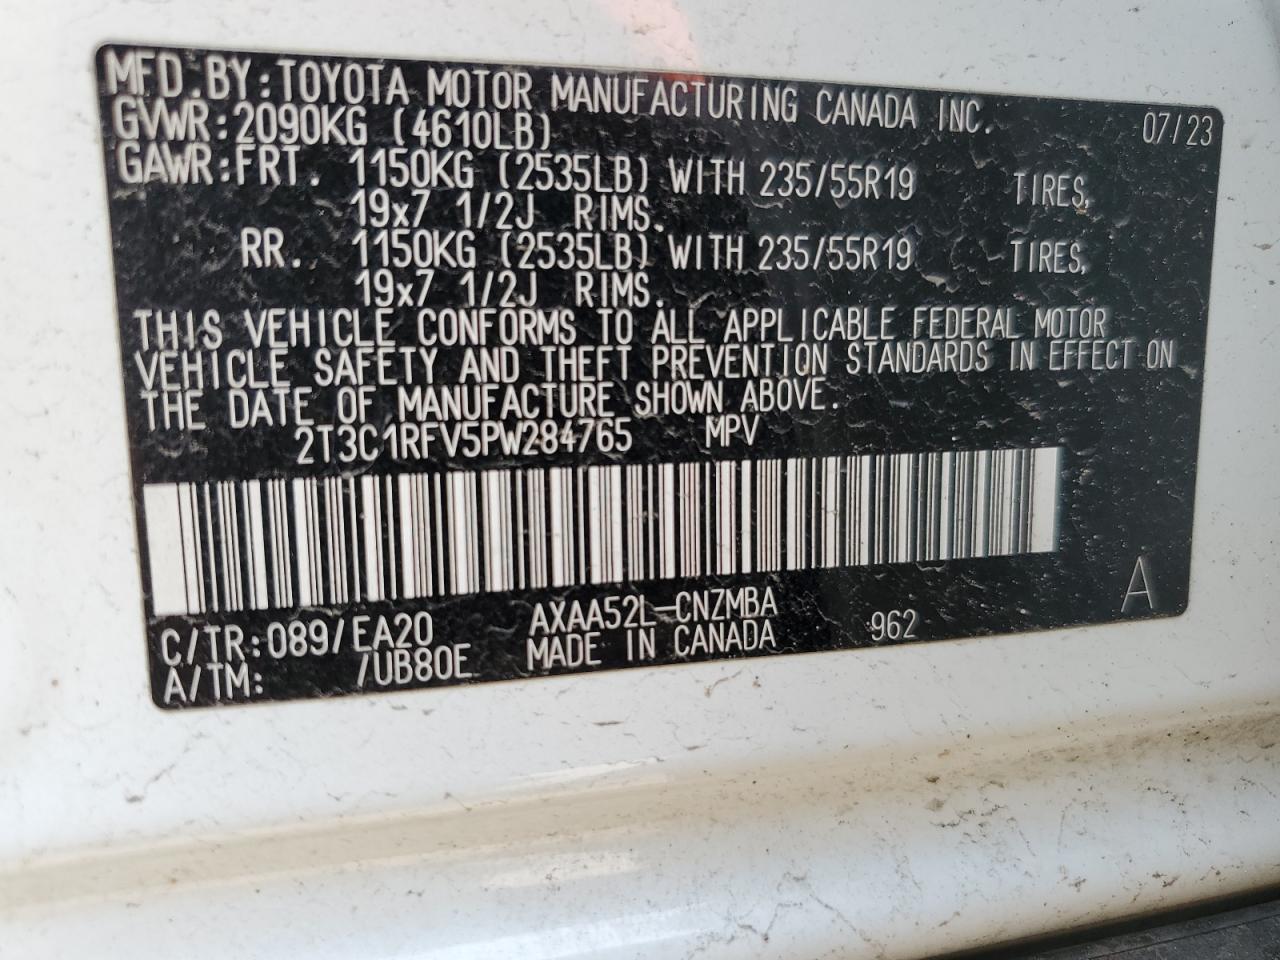 MFD.BY:TOYOTA MOTOR MANUFACTURING CANADA INC. 07/23
GVWR:2090KG (4610LB)
GAWR:FRT. 1150KG (2535LB) WITH 235/55R19 TIRES,
19x7 1/2J RIMS.
RR. 1150KG (2535LB) WITH 235/55R19 TIRES,
19x7 1/2J RIMS.
THIS VEHICLE CONFORMS TO ALL APPLICABLE FEDERAL MOTOR
VEHICLE SAFETY AND THEFT PREVENTION STANDARDS IN EFFECT ON
THE DATE OF MANUFACTURE SHOWN ABOVE.
2T3C1RFV5PW284765 MPV
C/TR:089/EA20 AXAA52L-CNZMBA 962 A
A/TM: /UB80E MADE IN CANADA